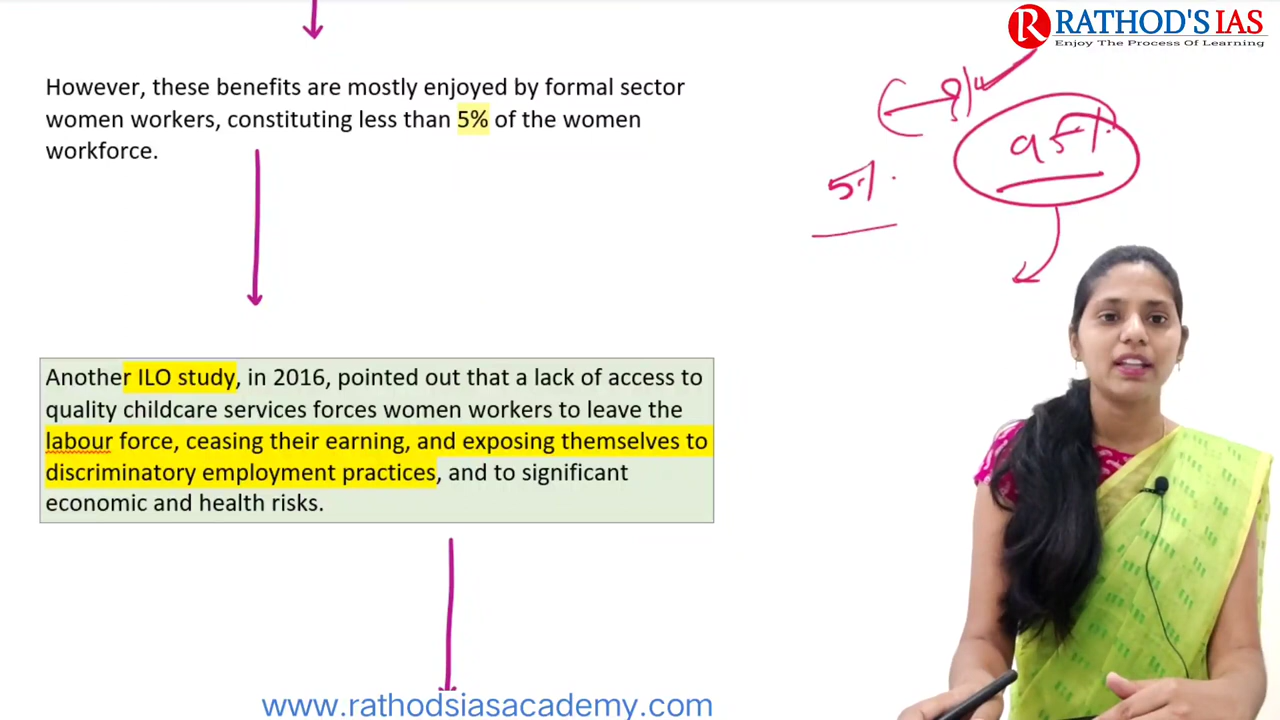 RATHOD'S IAS
Enjoy The Process Of Learning
However, these benefits are mostly enjoyed by formal sector
women workers, constituting less than 5% of the women
workforce.
95%
5%.
Another ILO study, in 2016, pointed out that a lack of access to
quality childcare services forces women workers to leave the
labour force, ceasing their earning, and exposing themselves to
discriminatory employment practices, and to significant
economic and health risks.
www.rathodsiasacademy.com